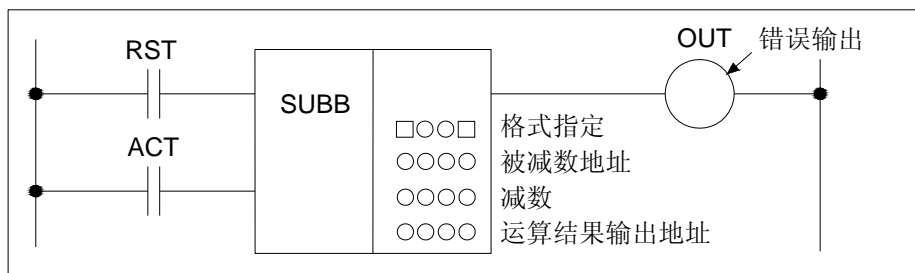 RST
ACT
SUBB
□○○□ 格式指定
○○○○ 被减数地址
○○○○ 减数
○○○○ 运算结果输出地址
OUT
错误输出